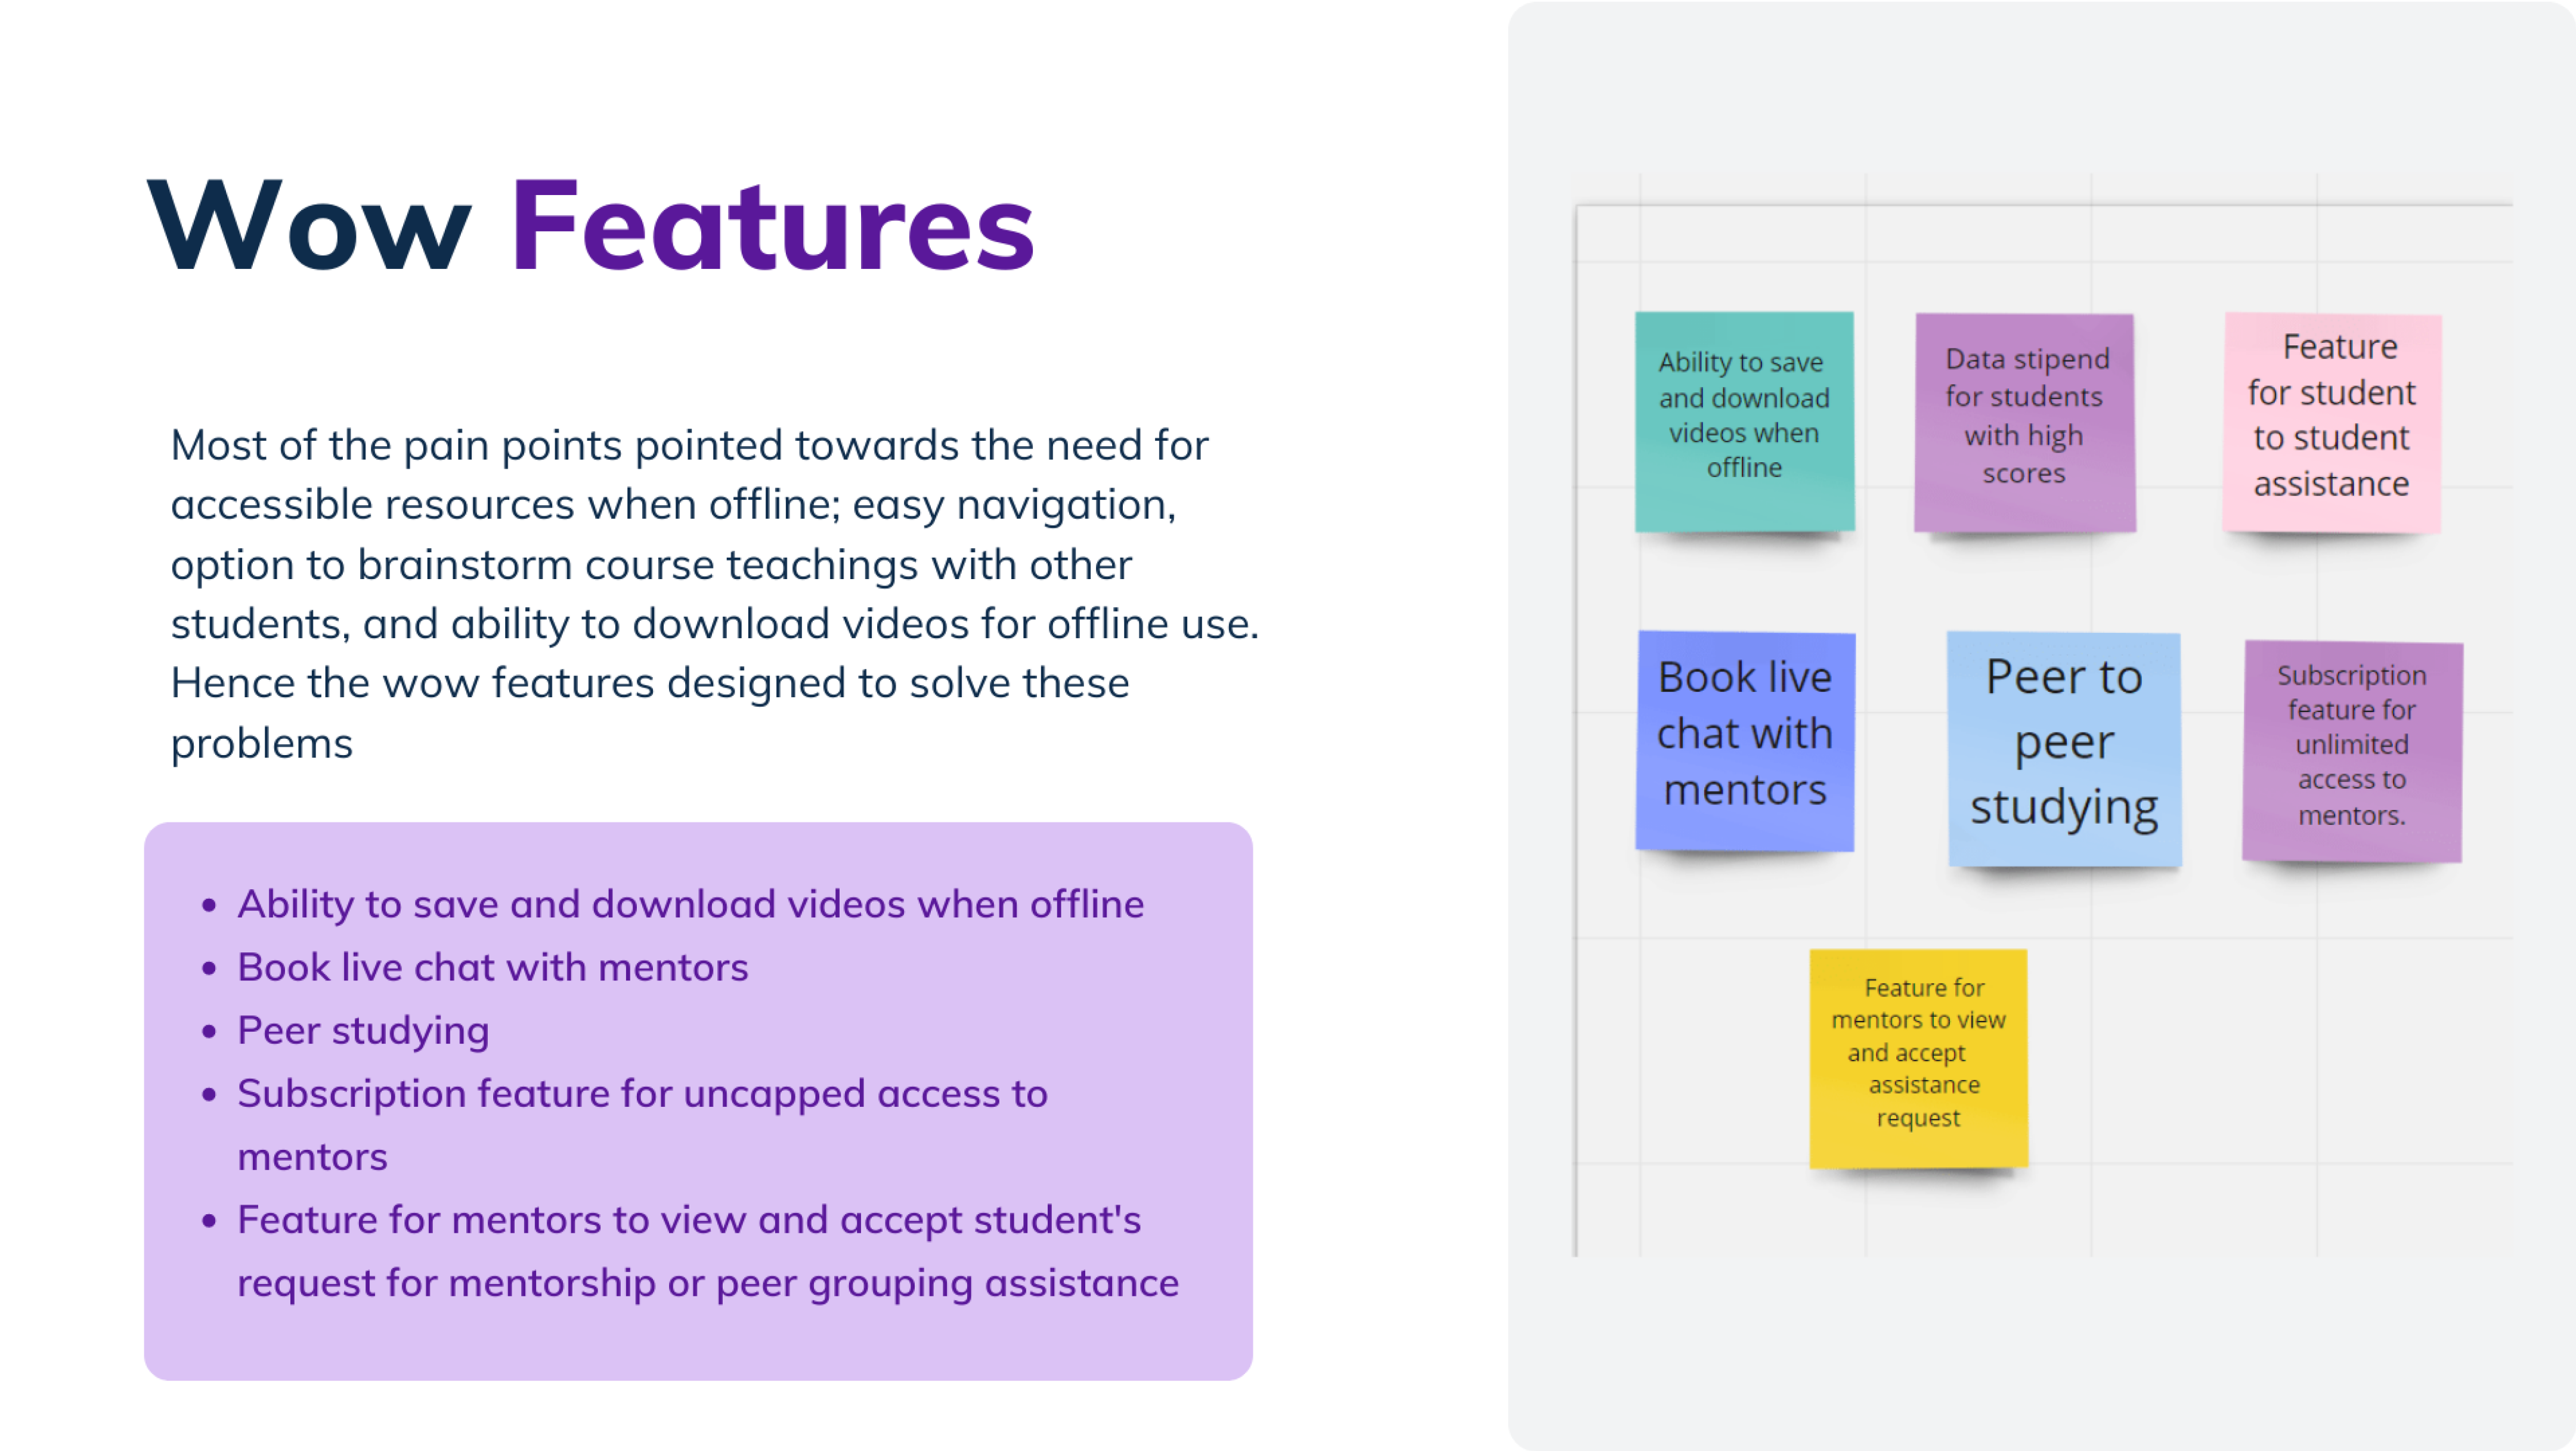 Wow Features
Most of the pain points pointed towards the need for
accessible resources when offline; easy navigation,
option to brainstorm course teachings with other
students, and ability to download videos for offline use.
Hence the wow features designed to solve these
problems
• Ability to save and download videos when offline
• Book live chat with mentors
• Peer studying
• Subscription feature for uncapped access to
mentors
• Feature for mentors to view and accept student's
request for mentorship or peer grouping assistance
Ability to save
and download
videos when
offline
Data stipend
for students
with high
scores
Feature
for student
to student
assistance
Book live
chat with
mentors
Peer to
peer
studying
Subscription
feature for
unlimited
access to
mentors.
Feature for
mentors to view
and accept
assistance
request